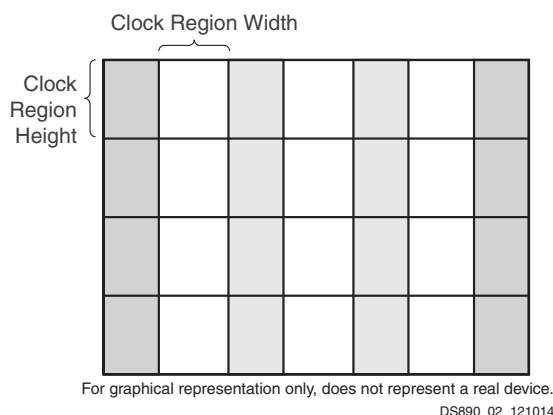 Clock Region Width
Clock
Region
Height
For graphical representation only, does not represent a real device.
DS890_02_121014